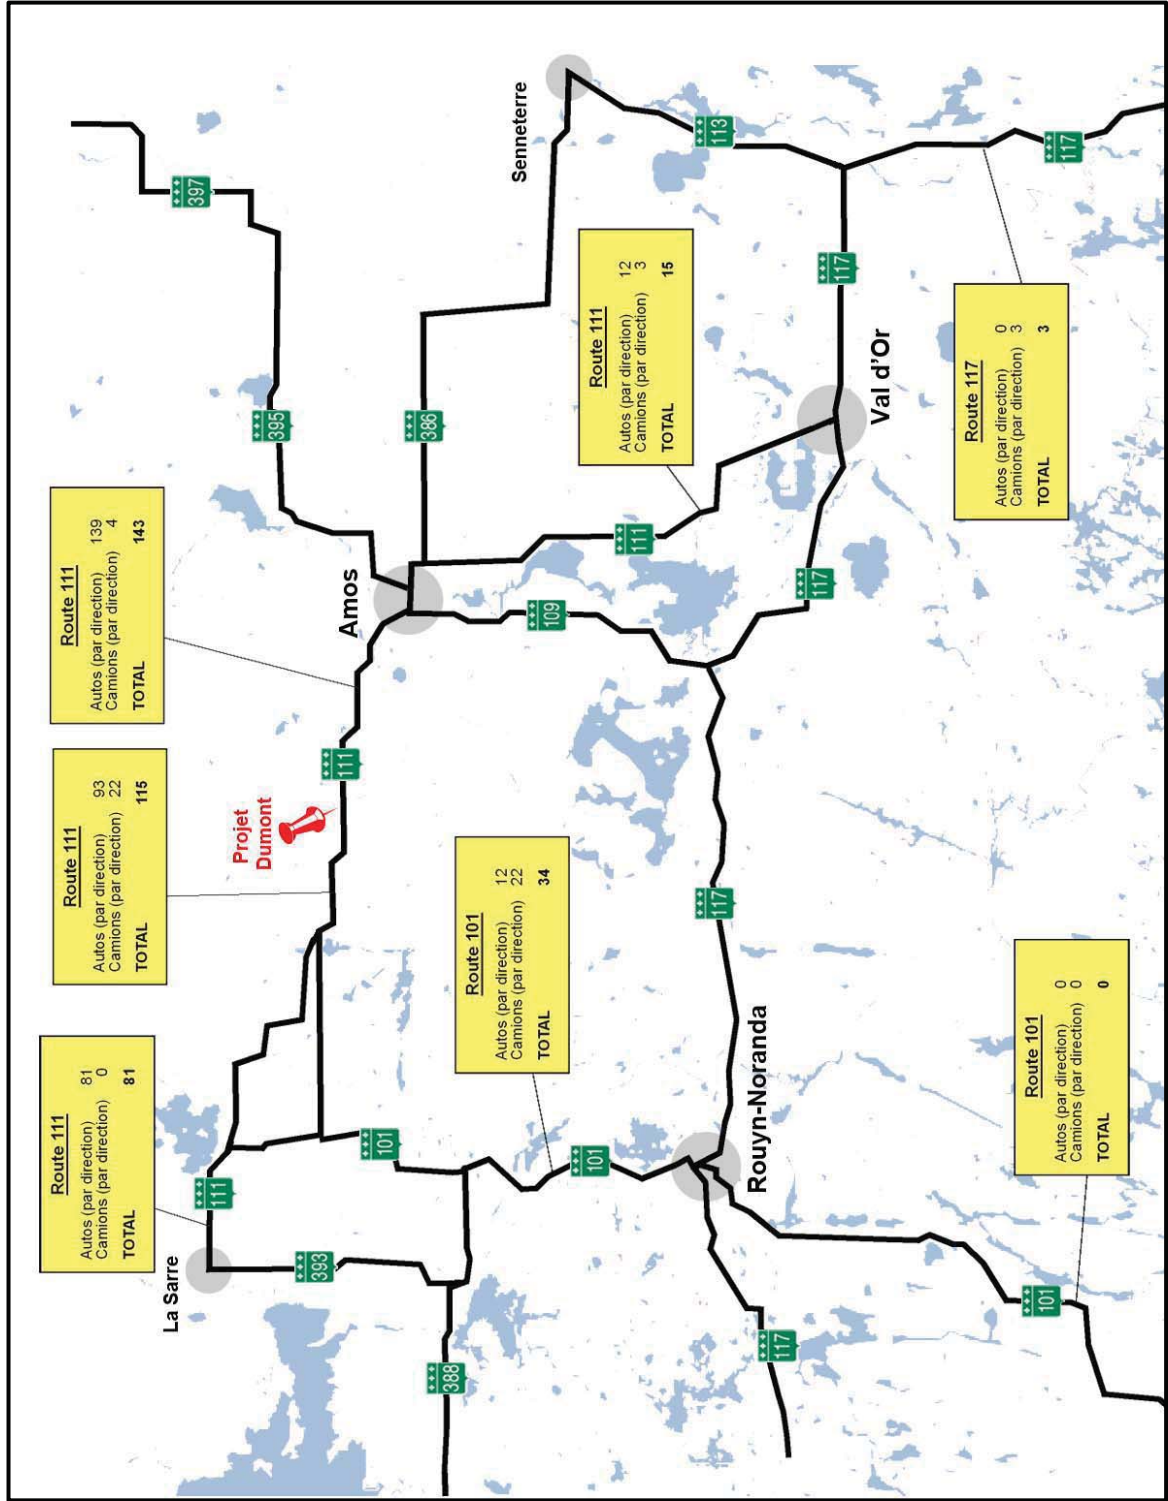 Route 111
Autos (par direction) 81
Camions (par direction) 0
TOTAL 81
Route 111
Autos (par direction) 93
Camions (par direction) 22
TOTAL 115
Route 111
Autos (par direction) 139
Camions (par direction) 4
TOTAL 143
397
La Sarre
111
393
Projet
Dumont
111
395
Amos
386
Senneterre
101
388
Route 101
Autos (par direction) 12
Camions (par direction) 22
TOTAL 34
109
111
Route 111
Autos (par direction) 12
Camions (par direction) 3
TOTAL 15
113
101
Rouyn-Noranda
117
117
117
Val d'Or
117
117
101
Route 101
Autos (par direction) 0
Camions (par direction) 0
TOTAL 0
Route 117
Autos (par direction) 0
Camions (par direction) 3
TOTAL 3